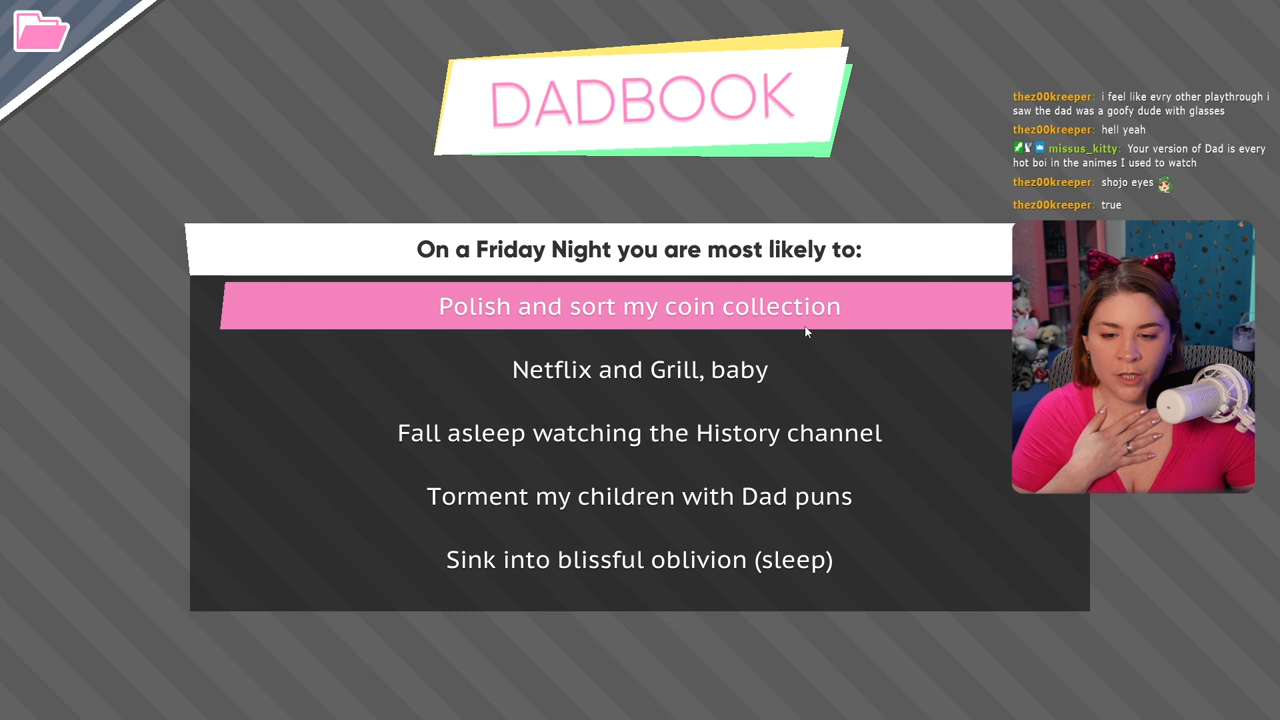 DADBOOK
On a Friday Night you are most likely to:
Polish and sort my coin collection
Netflix and Grill, baby
Fall asleep watching the History channel
Torment my children with Dad puns
Sink into blissful oblivion (sleep)
thez00kreeper: i feel like evry other playthrough i
saw the dad was a goofy dude with glasses
thez00kreeper: hell yeah
missus_kitty: Your version of Dad is every
hot boi in the animes I used to watch
thez00kreeper: shojo eyes
thez00kreeper: true